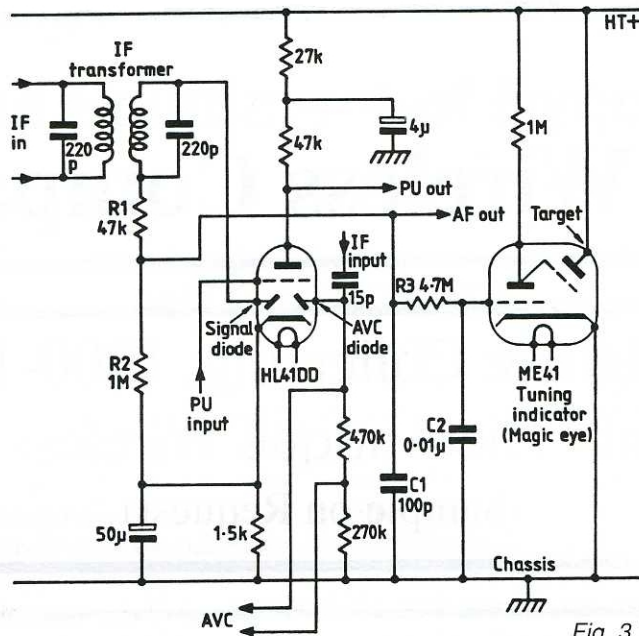 HT+
IF
transformer
IF
in
220
p
220p
27k
47k
4μ
1M
PU out
R1
47k
AF out
Target
IF
input
15p
R3 4·7M
Signal
diode
AVC
diode
HL41DD
ME41
Tuning
indicator
(Magic eye)
R2
1M
PU
input
470k
C2
0·01μ
C1
100p
50μ
1·5k
270k
Chassis
AVC
Fig. 3